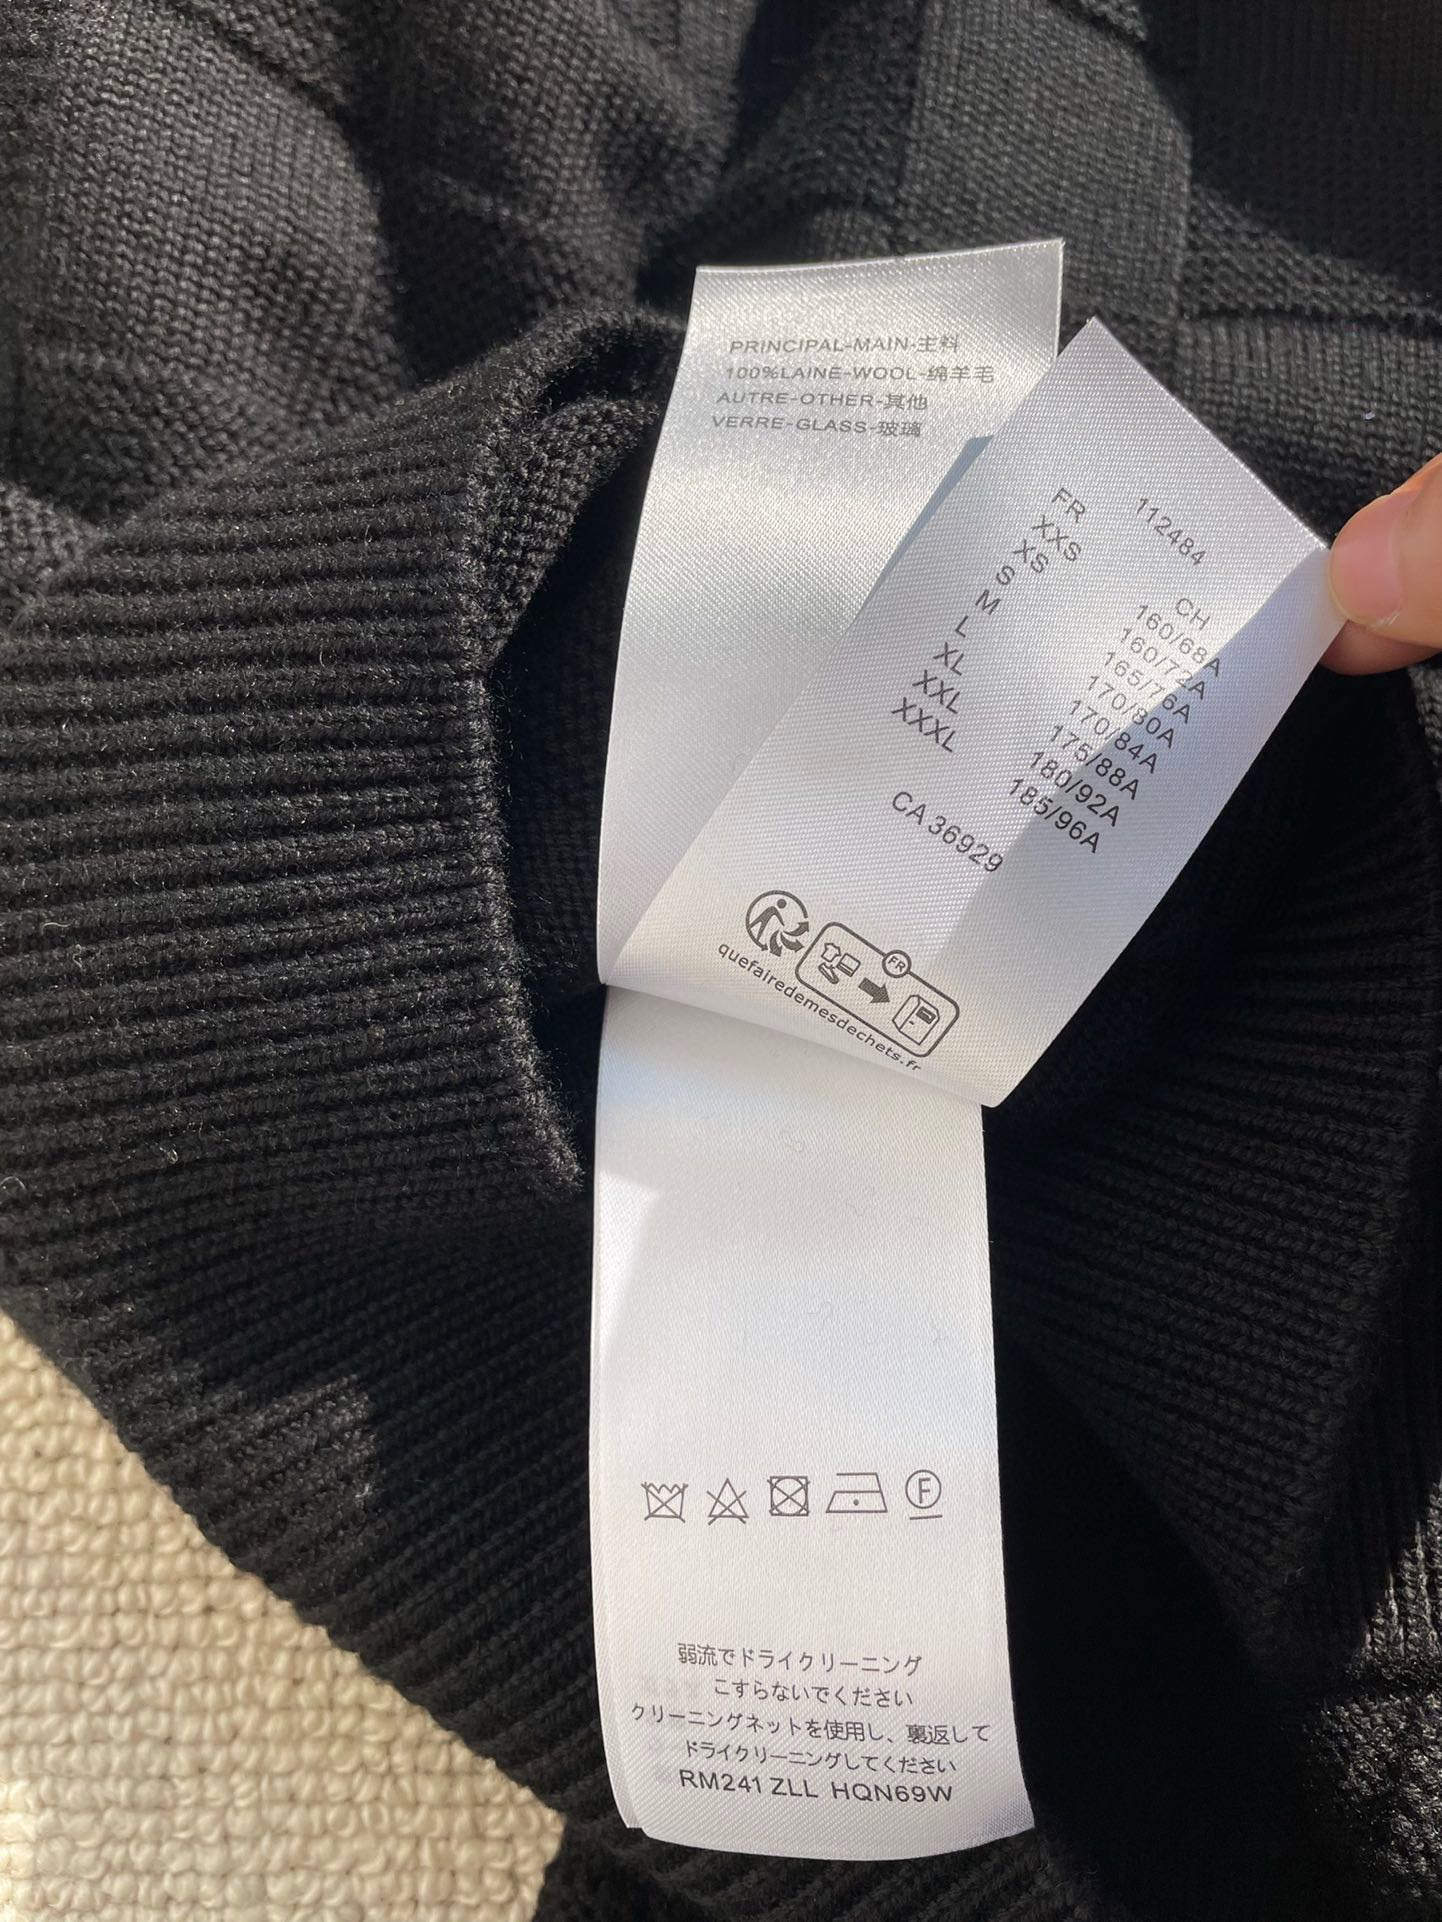 PRINCIPAL-MAIN-主料
100%LAINE-WOOL-绵羊毛
AUTRE-OTHER-其他
VERRE-GLASS-玻璃
112484
FR CH
XXS 160/68A
XS 160/72A
S 165/76A
M 170/80A
L 170/84A
XL 175/88A
XXL 180/92A
XXXL 185/96A
CA 36929
FR
quefairedemesdechets.fr
F
弱流でドライクリーニング
こすらないでください
クリーニングネットを使用し、裏返して
ドライクリーニングしてください
RM241 ZLL HQN69W